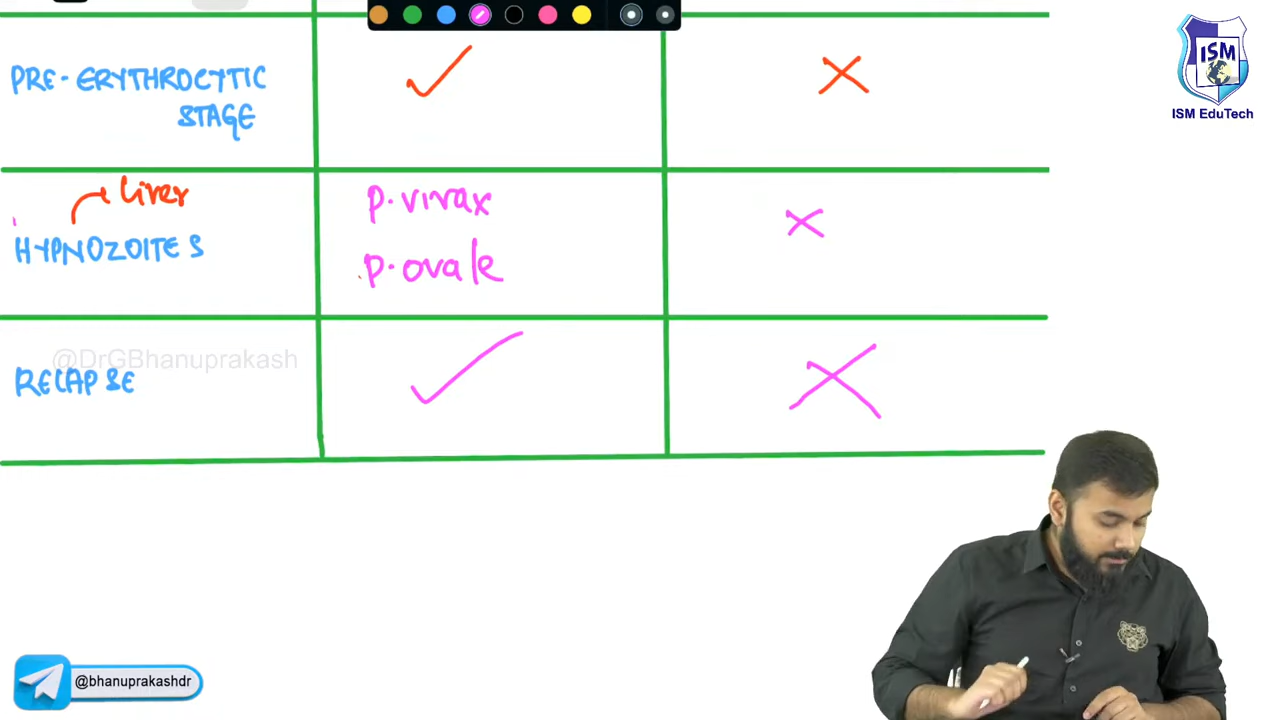 PRE-ERYTHROCYTIC
STAGE
ISM
ISM EduTech
Liver
HYPNOZOITES
P. vivax
P. ovale
@DrGBhanuprakash
RELAPSE
@bhanuprakashdr